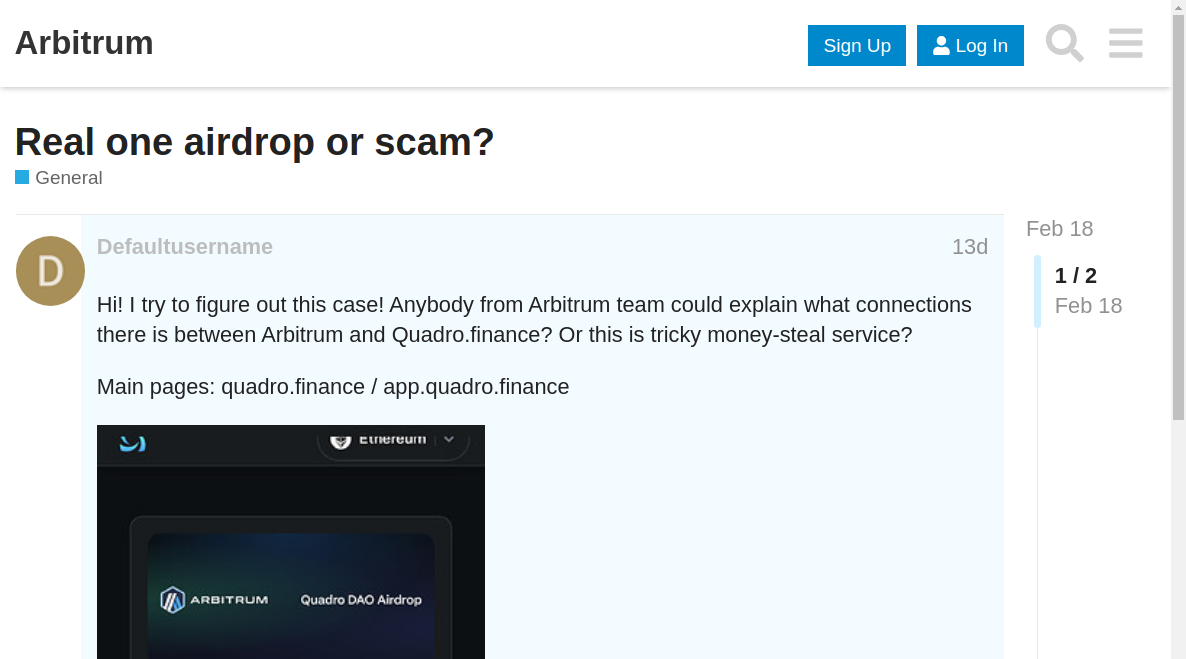 Arbitrum
Sign Up
Log In
Real one airdrop or scam?
General
Defaultusername
13d
Feb 18
1 / 2
Feb 18
D
Hi! I try to figure out this case! Anybody from Arbitrum team could explain what connections
there is between Arbitrum and Quadro.finance? Or this is tricky money-steal service?
Main pages: quadro.finance / app.quadro.finance
Ethereum
ARBITRUM
Quadro DAO Airdrop